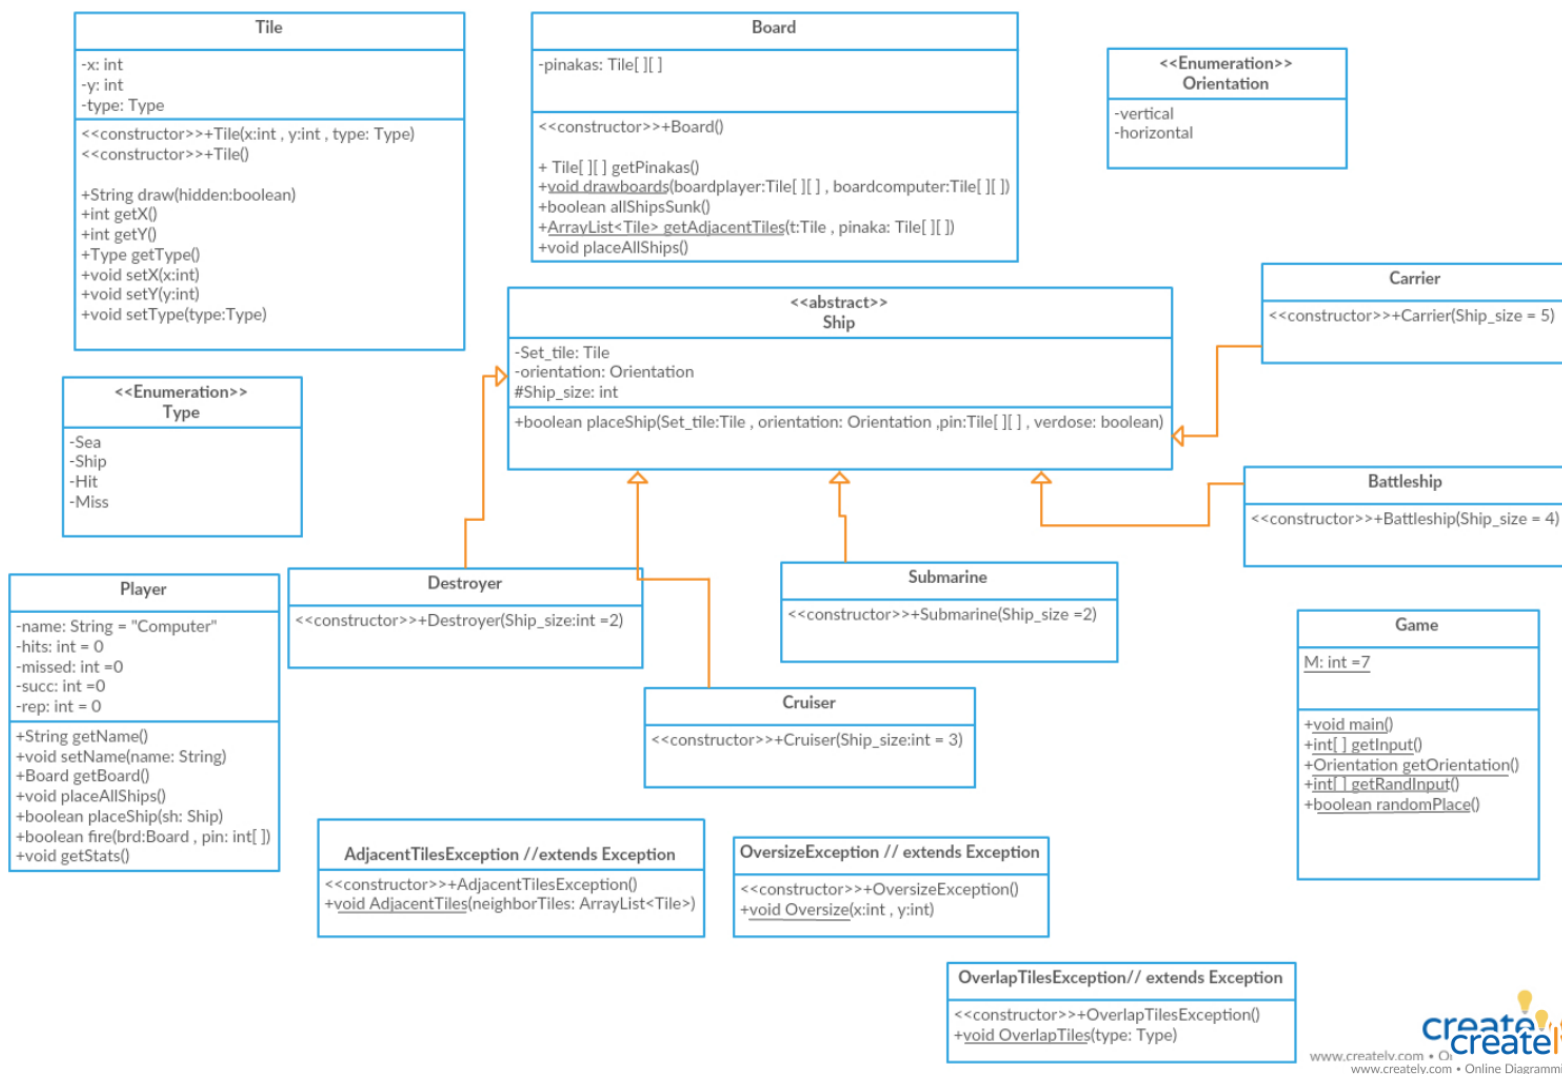 Tile
-x: int
-y: int
-type: Type
<<constructor>>+Tile(x:int , y:int , type: Type)
<<constructor>>+Tile()
+String draw(hidden:boolean)
+int getX()
+int getY()
+Type getType()
+void setX(x:int)
+void setY(y:int)
+void setType(type:Type)
Board
-pinakas: Tile[ ][ ]
<<constructor>>+Board()
+ Tile[ ][ ] getPinakas()
+void drawboards(boardplayer:Tile[ ][ ] , boardcomputer:Tile[ ][ ])
+boolean allShipsSunk()
+ArrayList<Tile> getAdjacentTiles(t:Tile , pinaka: Tile[ ][ ])
+void placeAllShips()
<<Enumeration>>
Orientation
-vertical
-horizontal
<<abstract>>
Ship
-Set_tile: Tile
-orientation: Orientation
#Ship_size: int
+boolean placeShip(Set_tile:Tile , orientation: Orientation ,pin:Tile[ ][ ] , verdose: boolean)
Carrier
<<constructor>>+Carrier(Ship_size = 5)
<<Enumeration>>
Type
-Sea
-Ship
-Hit
-Miss
Battleship
<<constructor>>+Battleship(Ship_size = 4)
Player
-name: String = "Computer"
-hits: int = 0
-missed: int =0
-succ: int =0
-rep: int = 0
+String getName()
+void setName(name: String)
+Board getBoard()
+void placeAllShips()
+boolean placeShip(sh: Ship)
+boolean fire(brd:Board , pin: int[ ])
+void getStats()
Destroyer
<<constructor>>+Destroyer(Ship_size:int =2)
Submarine
<<constructor>>+Submarine(Ship_size =2)
Cruiser
<<constructor>>+Cruiser(Ship_size:int = 3)
Game
M: int =7
+void main()
+int[ ] getInput()
+Orientation getOrientation()
+int[ ] getRandInput()
+boolean randomPlace()
AdjacentTilesException //extends Exception
<<constructor>>+AdjacentTilesException()
+void AdjacentTiles(neighborTiles: ArrayList<Tile>)
OversizeException // extends Exception
<<constructor>>+OversizeException()
+void Oversize(x:int , y:int)
OverlapTilesException// extends Exception
<<constructor>>+OverlapTilesException()
+void OverlapTiles(type: Type)
create
createl
www.creately.com •
www.creately.com • Online Diagrammi